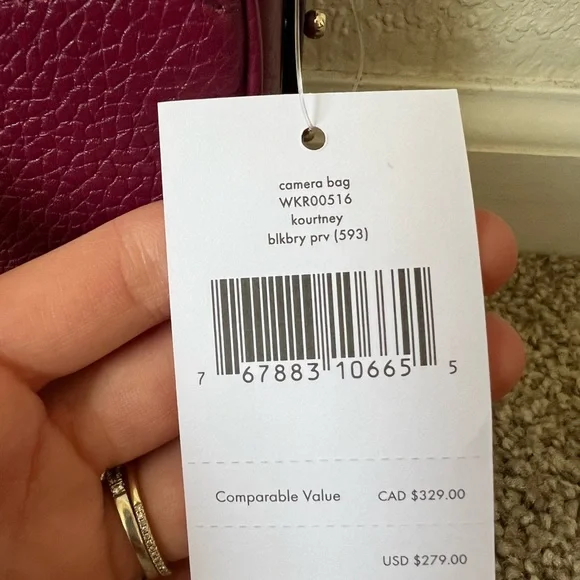 camera bag
WKR00516
kourtney
blkbry prv (593)
7 67883 10665 5
Comparable Value CAD $329.00
USD $279.00